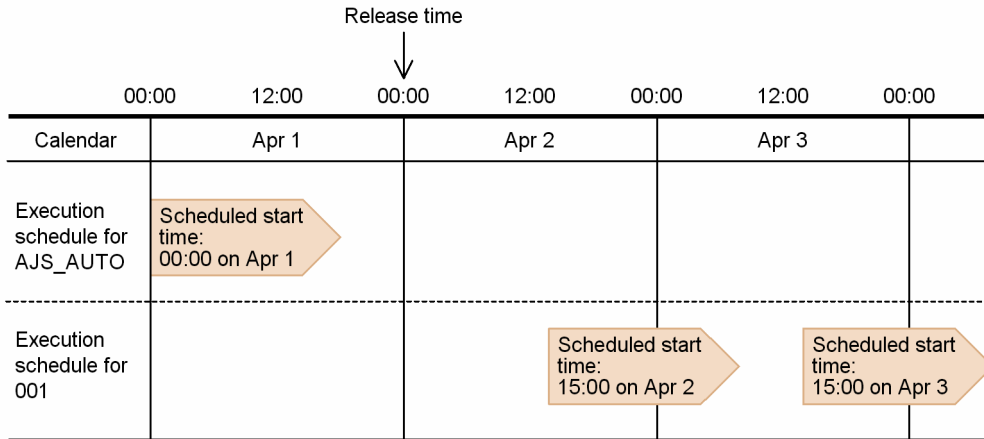 Release time
00:00 12:00 00:00 12:00 00:00 12:00 00:00
Calendar Apr 1 Apr 2 Apr 3
Execution
schedule for
AJS_AUTO
Scheduled start
time:
00:00 on Apr 1
Execution
schedule for
001
Scheduled start
time:
15:00 on Apr 2
Scheduled start
time:
15:00 on Apr 3